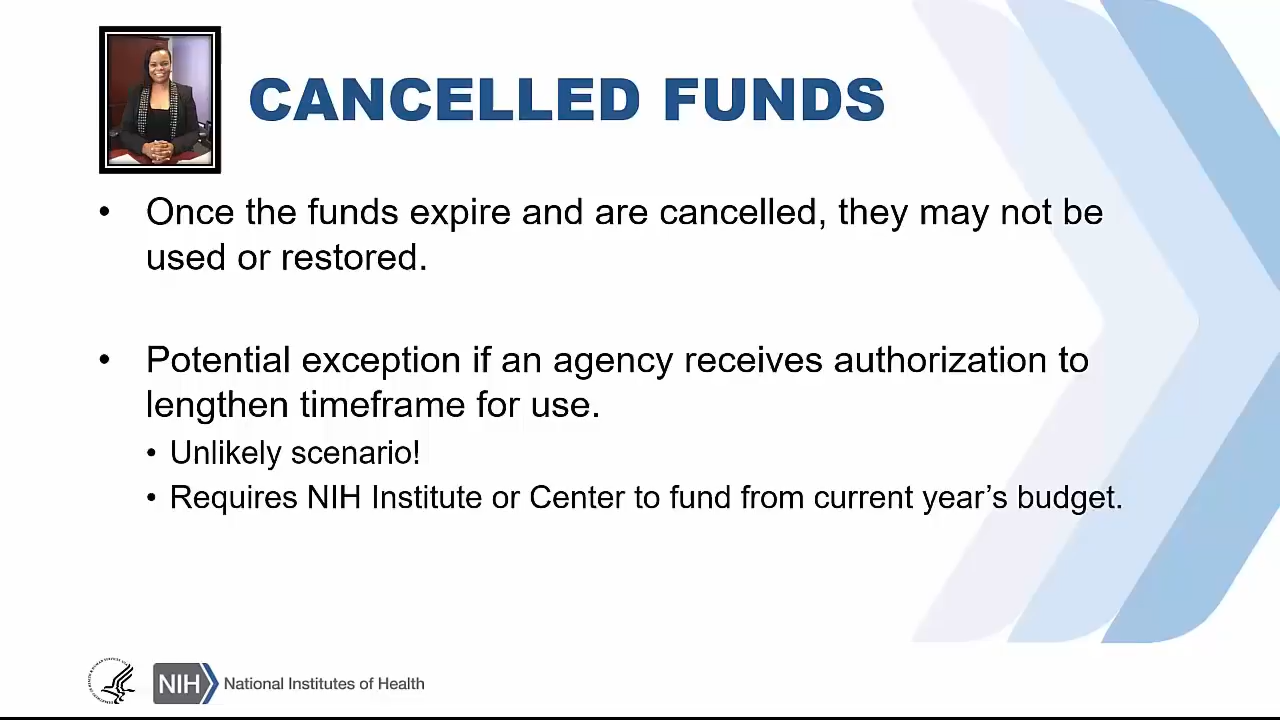 CANCELLED FUNDS
• Once the funds expire and are cancelled, they may not be
used or restored.
• Potential exception if an agency receives authorization to
lengthen timeframe for use.
• Unlikely scenario!
• Requires NIH Institute or Center to fund from current year’s budget.
NIH National Institutes of Health